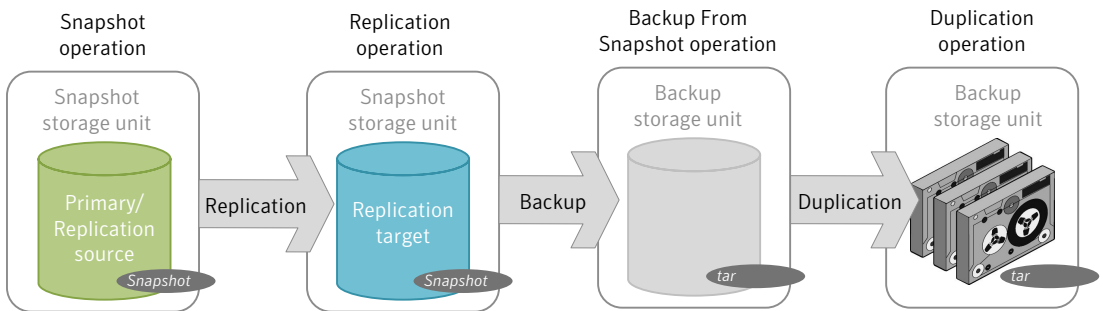 Snapshot
operation
Replication
operation
Backup From
Snapshot operation
Duplication
operation
Snapshot
storage unit
Snapshot
storage unit
Backup
storage unit
Backup
storage unit
Primary/
Replication
source
Snapshot
Replication
Replication
target
Snapshot
Backup
tar
Duplication
tar